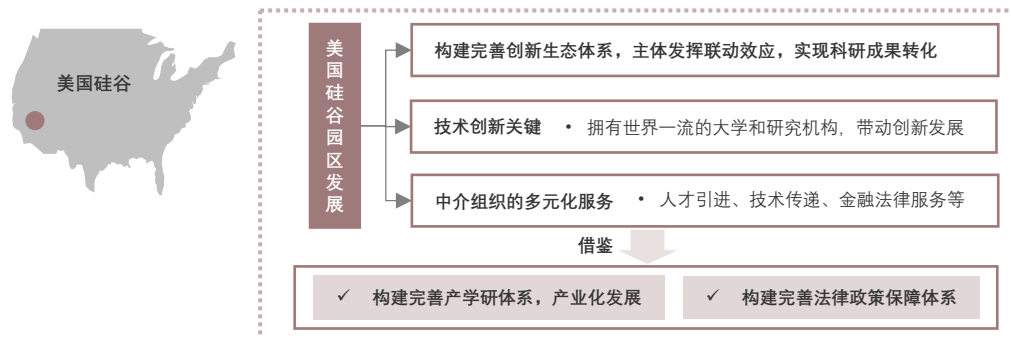 美国硅谷
美国硅谷园区发展
构建完善创新生态体系，主体发挥联动效应，实现科研成果转化
技术创新关键 • 拥有世界一流的大学和研究机构，带动创新发展
中介组织的多元化服务 • 人才引进、技术传递、金融法律服务等
借鉴
✓ 构建完善产学研体系，产业化发展
✓ 构建完善法律政策保障体系